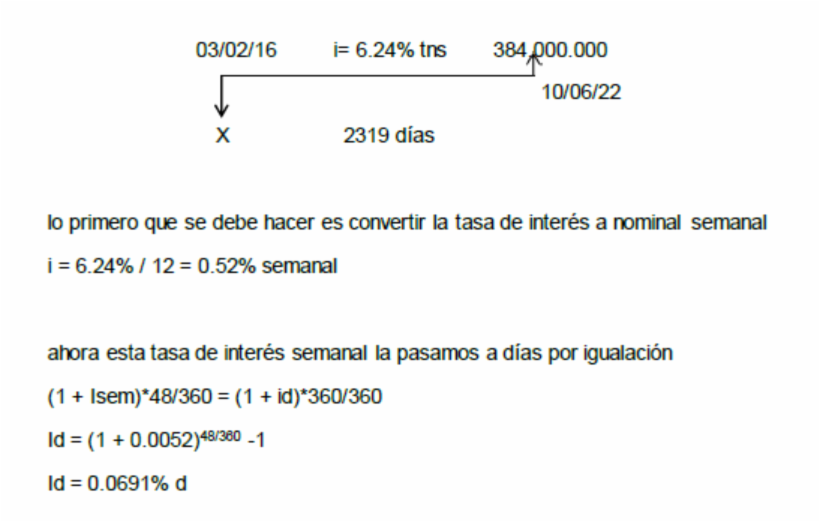 03/02/16 i= 6.24% tns 384.000.000
10/06/22
X 2319 días
lo primero que se debe hacer es convertir la tasa de interés a nominal semanal
i = 6.24% / 12 = 0.52% semanal
ahora esta tasa de interés semanal la pasamos a días por igualación
(1 + Isem)*48/360 = (1 + id)*360/360
Id = (1 + 0.0052)^48/360 -1
Id = 0.0691% d